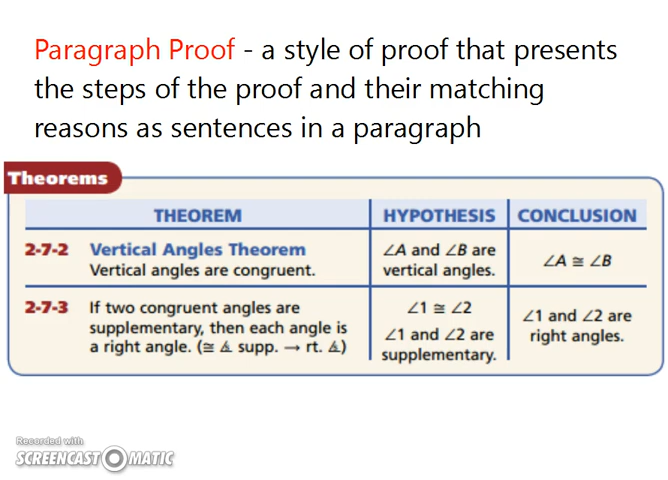 Paragraph Proof - a style of proof that presents
the steps of the proof and their matching
reasons as sentences in a paragraph
Theorems
THEOREM HYPOTHESIS CONCLUSION
2-7-2 Vertical Angles Theorem
Vertical angles are congruent.
∠A and ∠B are
vertical angles.
∠A ≅ ∠B
2-7-3 If two congruent angles are
supplementary, then each angle is
a right angle. (≅ ∡ supp. → rt. ∡)
∠1 ≅ ∠2
∠1 and ∠2 are
supplementary.
∠1 and ∠2 are
right angles.
Recorded with
SCREENCAST O MATIC